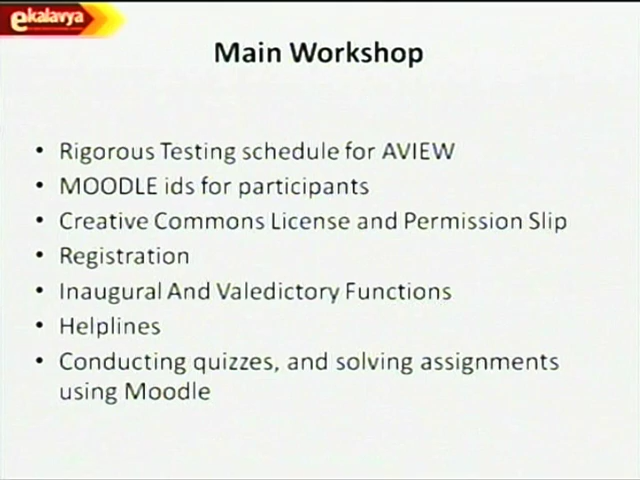 ekalavya
Main Workshop
• Rigorous Testing schedule for AVIEW
• MOODLE ids for participants
• Creative Commons License and Permission Slip
• Registration
• Inaugural And Valedictory Functions
• Helplines
• Conducting quizzes, and solving assignments
using Moodle